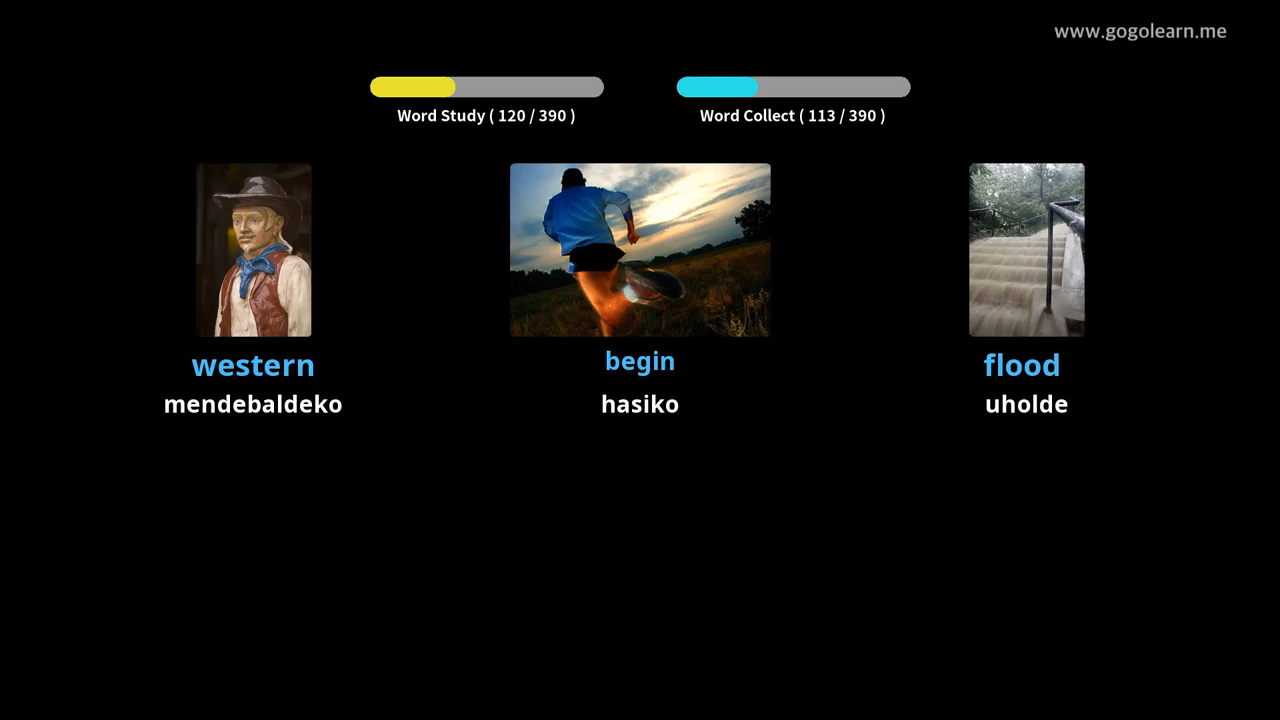 www.gogolearn.me
Word Study ( 120 / 390 )
Word Collect ( 113 / 390 )
western
mendebaldeko
begin
hasiko
flood
uholde